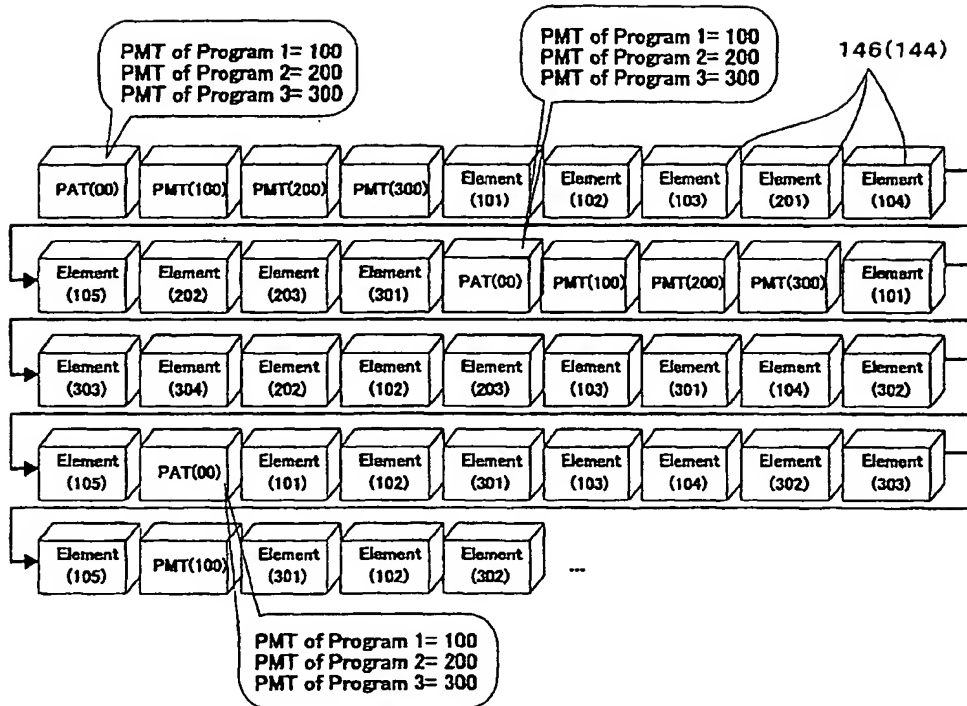 PMT of Program 1= 100
PMT of Program 2= 200
PMT of Program 3= 300
PMT of Program 1= 100
PMT of Program 2= 200
PMT of Program 3= 300
146(144)
PAT(00) PMT(100) PMT(200) PMT(300) Element (101) Element (102) Element (103) Element (201) Element (104)
Element (105) Element (202) Element (203) Element (301) PAT(00) PMT(100) PMT(200) PMT(300) Element (101)
Element (303) Element (304) Element (202) Element (102) Element (203) Element (103) Element (301) Element (104) Element (302)
Element (105) PAT(00) Element (101) Element (102) Element (301) Element (103) Element (104) Element (302) Element (303)
Element (105) PMT(100) Element (301) Element (102) Element (302) ...
PMT of Program 1= 100
PMT of Program 2= 200
PMT of Program 3= 300